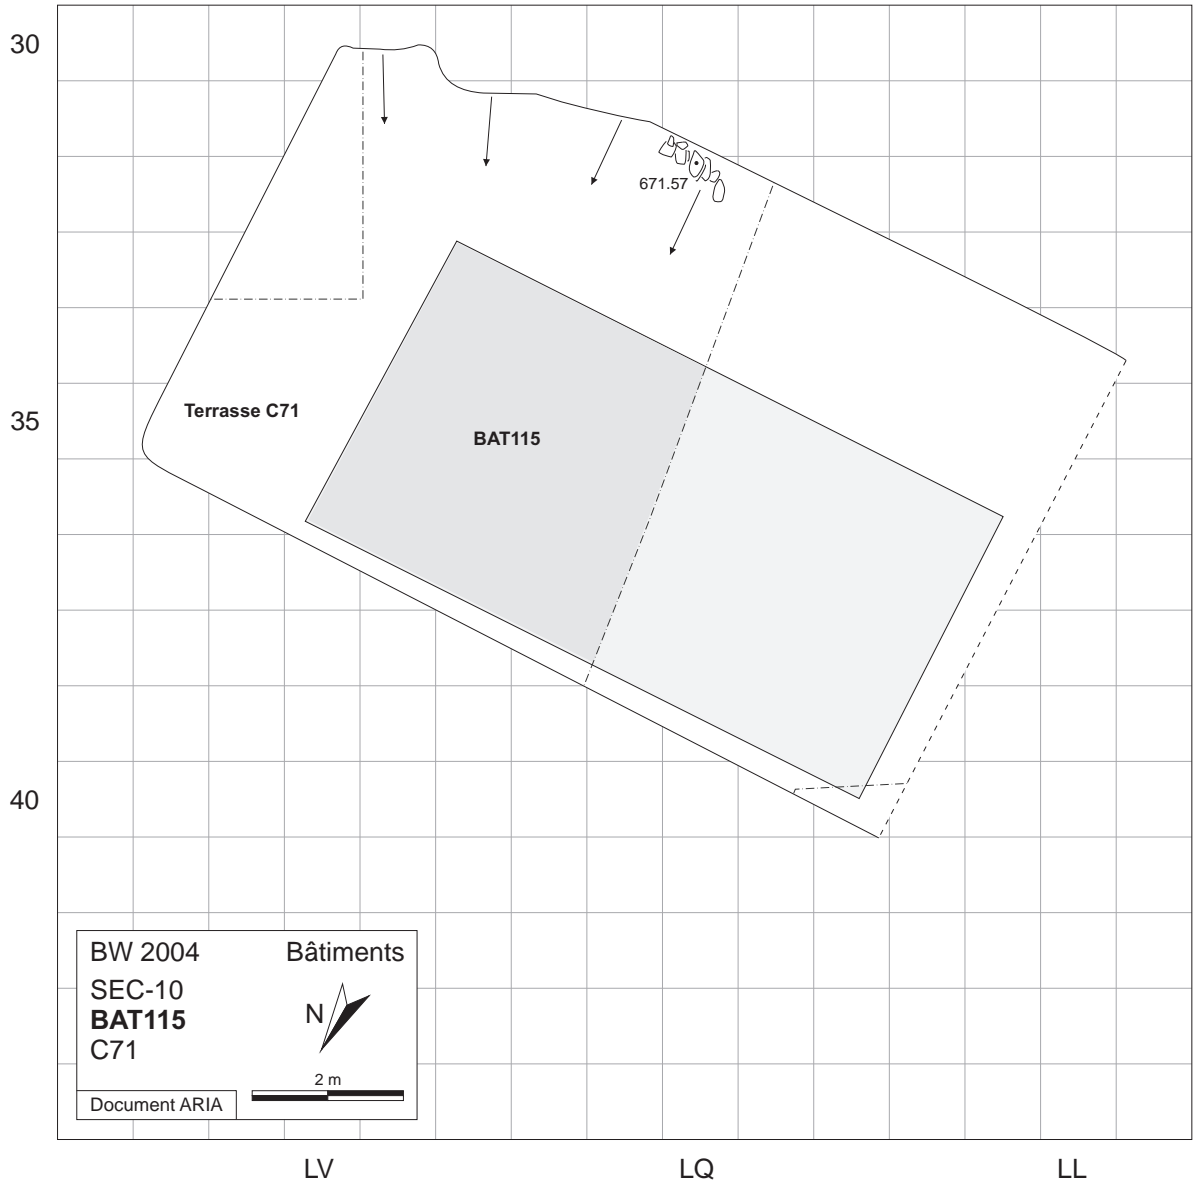 30
671.57
Terrasse C71
35
BAT115
40
BW 2004 Bâtiments
SEC-10
BAT115
C71
N
2 m
Document ARIA
LV LQ LL